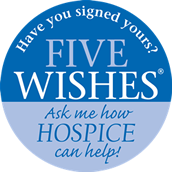 Have you signed yours?
FIVE
WISHES®
Ask me how
HOSPICE
can help!